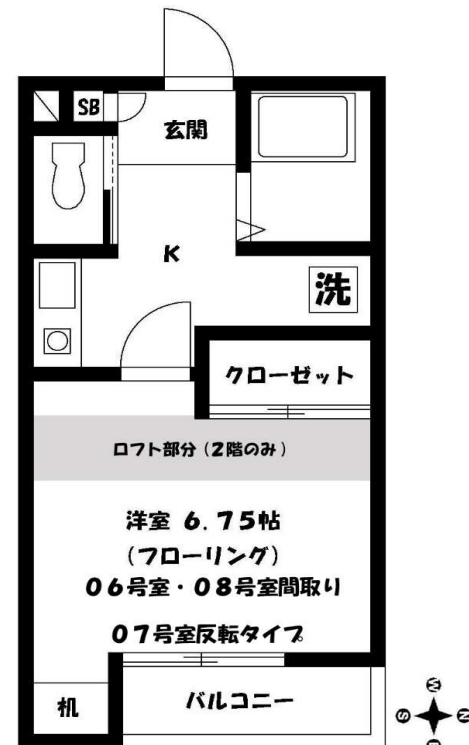 SB
玄関
K
洗
クローゼット
ロフト部分（2階のみ）
洋室 6.75帖
（フローリング）
06号室・08号室間取り
07号室反転タイプ。
机
バルコニー
W
S
N
E